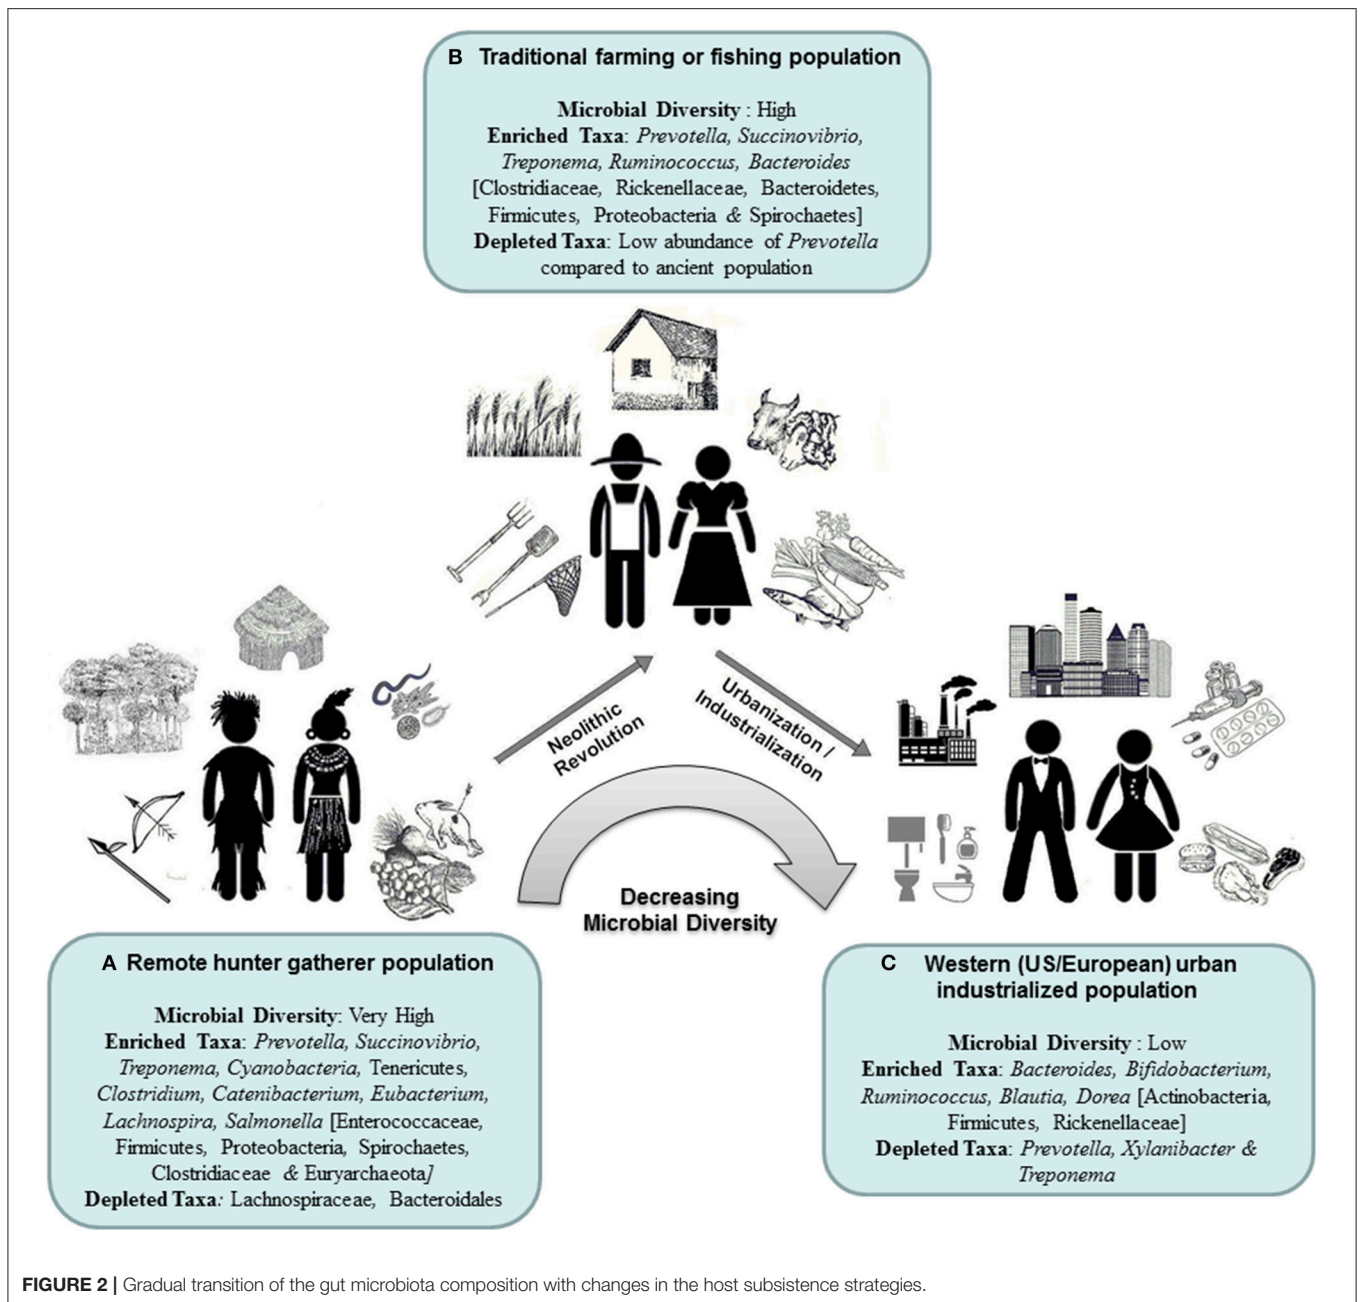 B Traditional farming or fishing population
Microbial Diversity : High
Enriched Taxa: Prevotella, Succinovibrio,
Treponema, Ruminococcus, Bacteroides
[Clostridiaceae, Rickenellaceae, Bacteroidetes,
Firmicutes, Proteobacteria & Spirochaetes]
Depleted Taxa: Low abundance of Prevotella
compared to ancient population
Neolithic
Revolution
Urbanization /
Industrialization
Decreasing
Microbial Diversity
A Remote hunter gatherer population
Microbial Diversity: Very High
Enriched Taxa: Prevotella, Succinovibrio,
Treponema, Cyanobacteria, Tenericutes,
Clostridium, Catenibacterium, Eubacterium,
Lachnospira, Salmonella [Enterococcaceae,
Firmicutes, Proteobacteria, Spirochaetes,
Clostridiaceae & Euryarchaeota]
Depleted Taxa: Lachnospiraceae, Bacteroidales
C Western (US/European) urban
industrialized population
Microbial Diversity : Low
Enriched Taxa: Bacteroides, Bifidobacterium,
Ruminococcus, Blautia, Dorea [Actinobacteria,
Firmicutes, Rickenellaceae]
Depleted Taxa: Prevotella, Xylanibacter &
Treponema
FIGURE 2 | Gradual transition of the gut microbiota composition with changes in the host subsistence strategies.